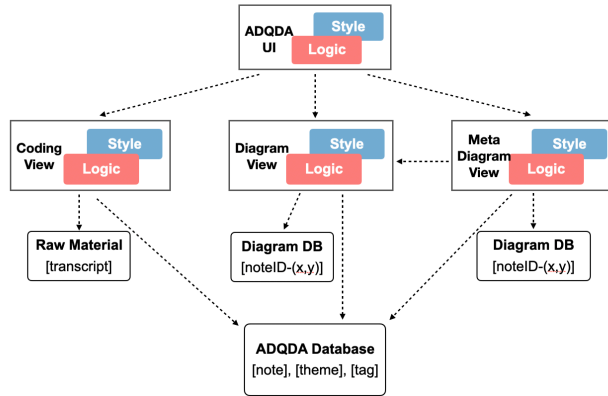 ADQDA
UI
Style
Logic
Coding
View
Style
Logic
Diagram
View
Style
Logic
Meta
Diagram
View
Style
Logic
Raw Material
[transcript]
Diagram DB
[noteID-(x,y)]
Diagram DB
[noteID-(x,y)]
ADQDA Database
[note], [theme], [tag]